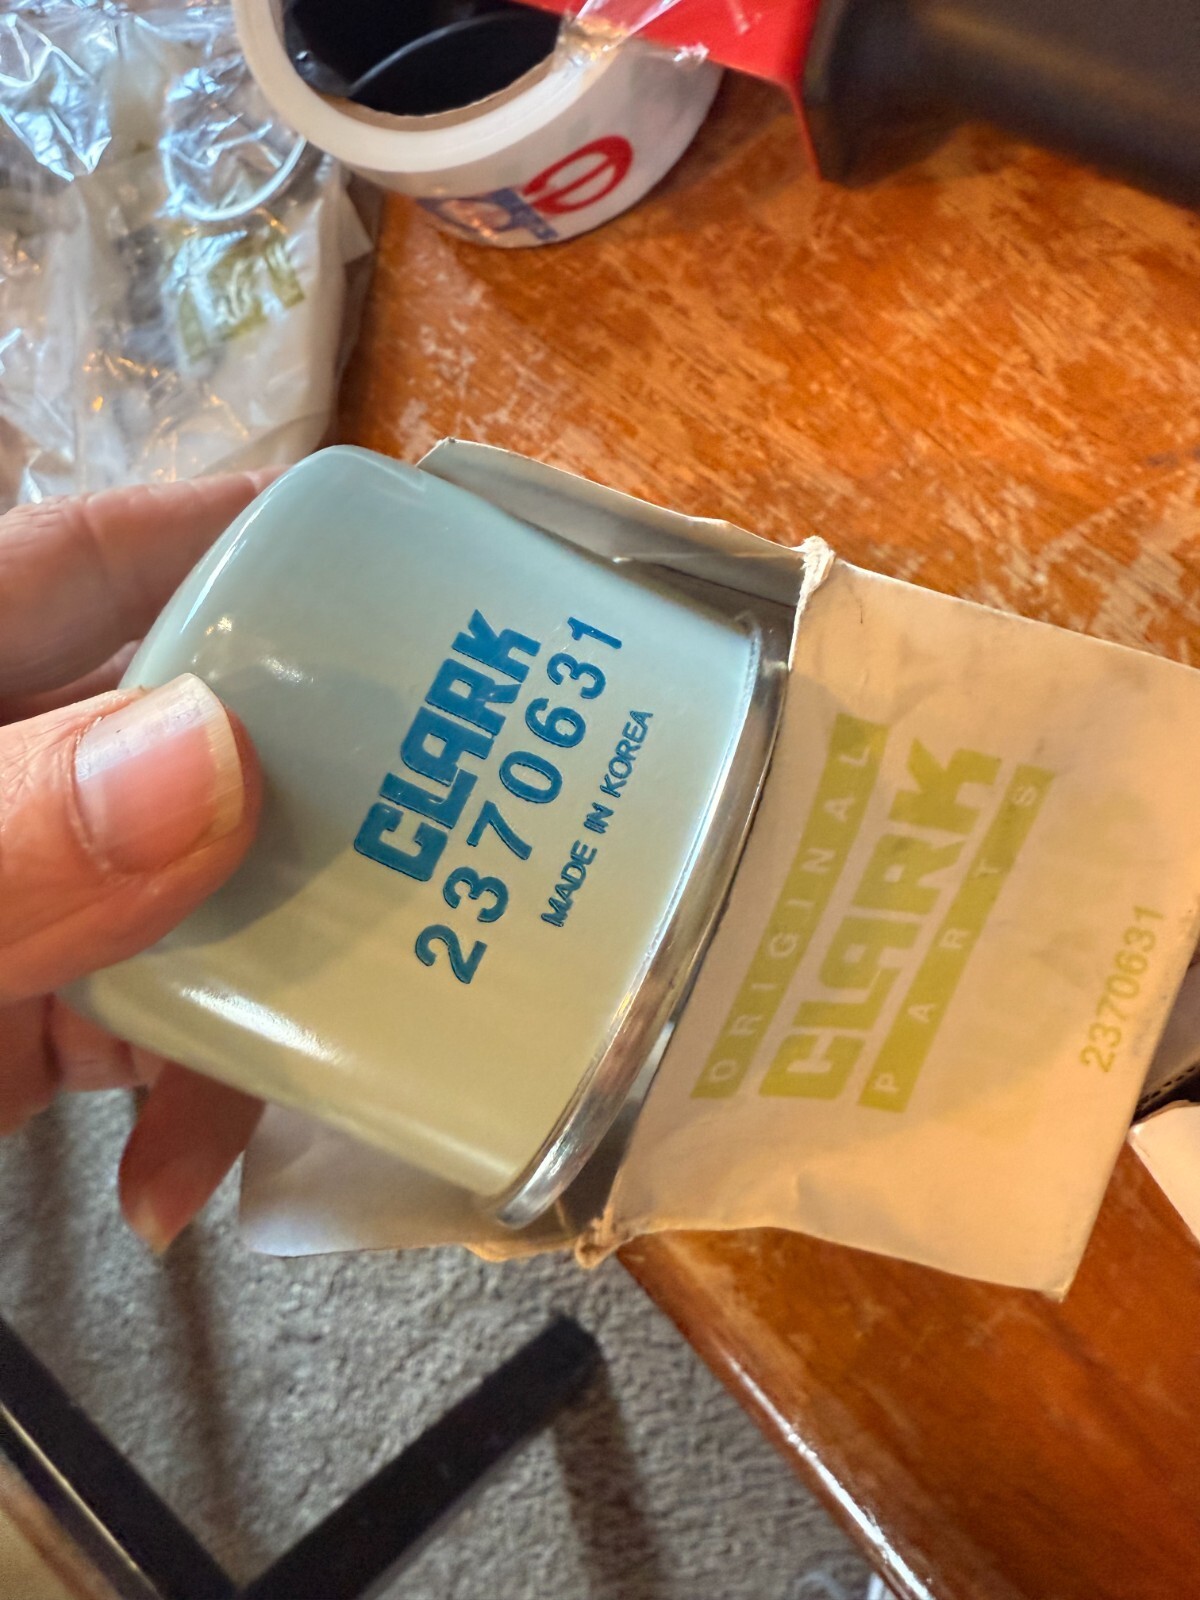 CLARK
2370631
MADE IN KOREA
ORIGINAL
CLARK
PARTS
2370631